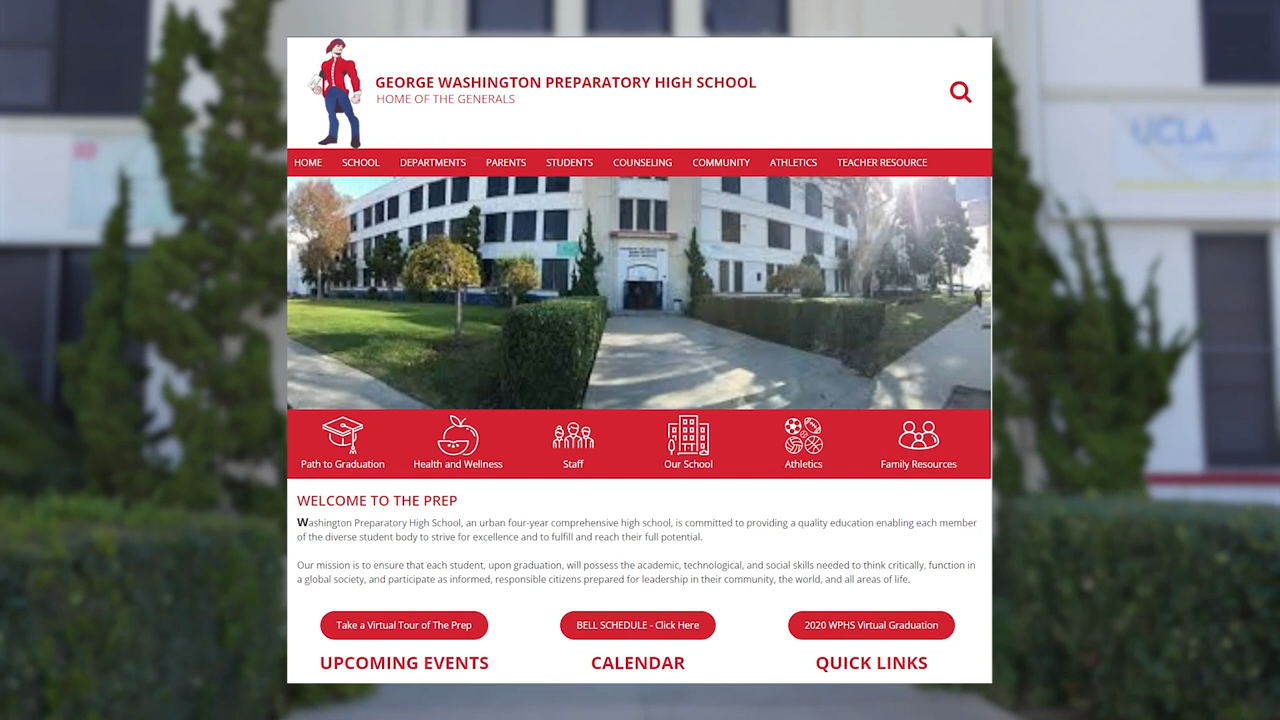 GEORGE WASHINGTON PREPARATORY HIGH SCHOOL
HOME OF THE GENERALS
HOME SCHOOL DEPARTMENTS PARENTS STUDENTS COUNSELING COMMUNITY ATHLETICS TEACHER RESOURCE
UCLA
Path to Graduation Health and Wellness Staff Our School Athletics Family Resources
WELCOME TO THE PREP
Washington Preparatory High School, an urban four-year comprehensive high school, is committed to providing a quality education enabling each member
of the diverse student body to strive for excellence and to fulfill and reach their full potential.
Our mission is to ensure that each student, upon graduation, will possess the academic, technological, and social skills needed to think critically, function in
a global society, and participate as informed, responsible citizens prepared for leadership in their community, the world, and all areas of life.
Take a Virtual Tour of The Prep BELL SCHEDULE - Click Here 2020 WPHS Virtual Graduation
UPCOMING EVENTS CALENDAR QUICK LINKS